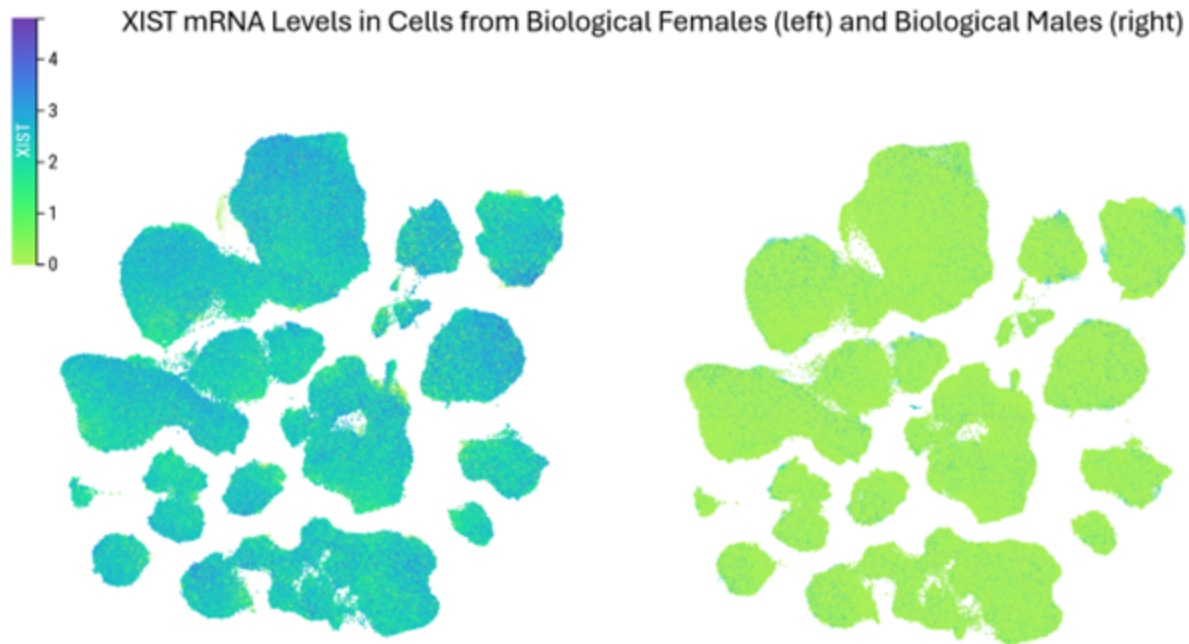 XIST mRNA Levels in Cells from Biological Females (left) and Biological Males (right)
4
3
2
1
0
XIST